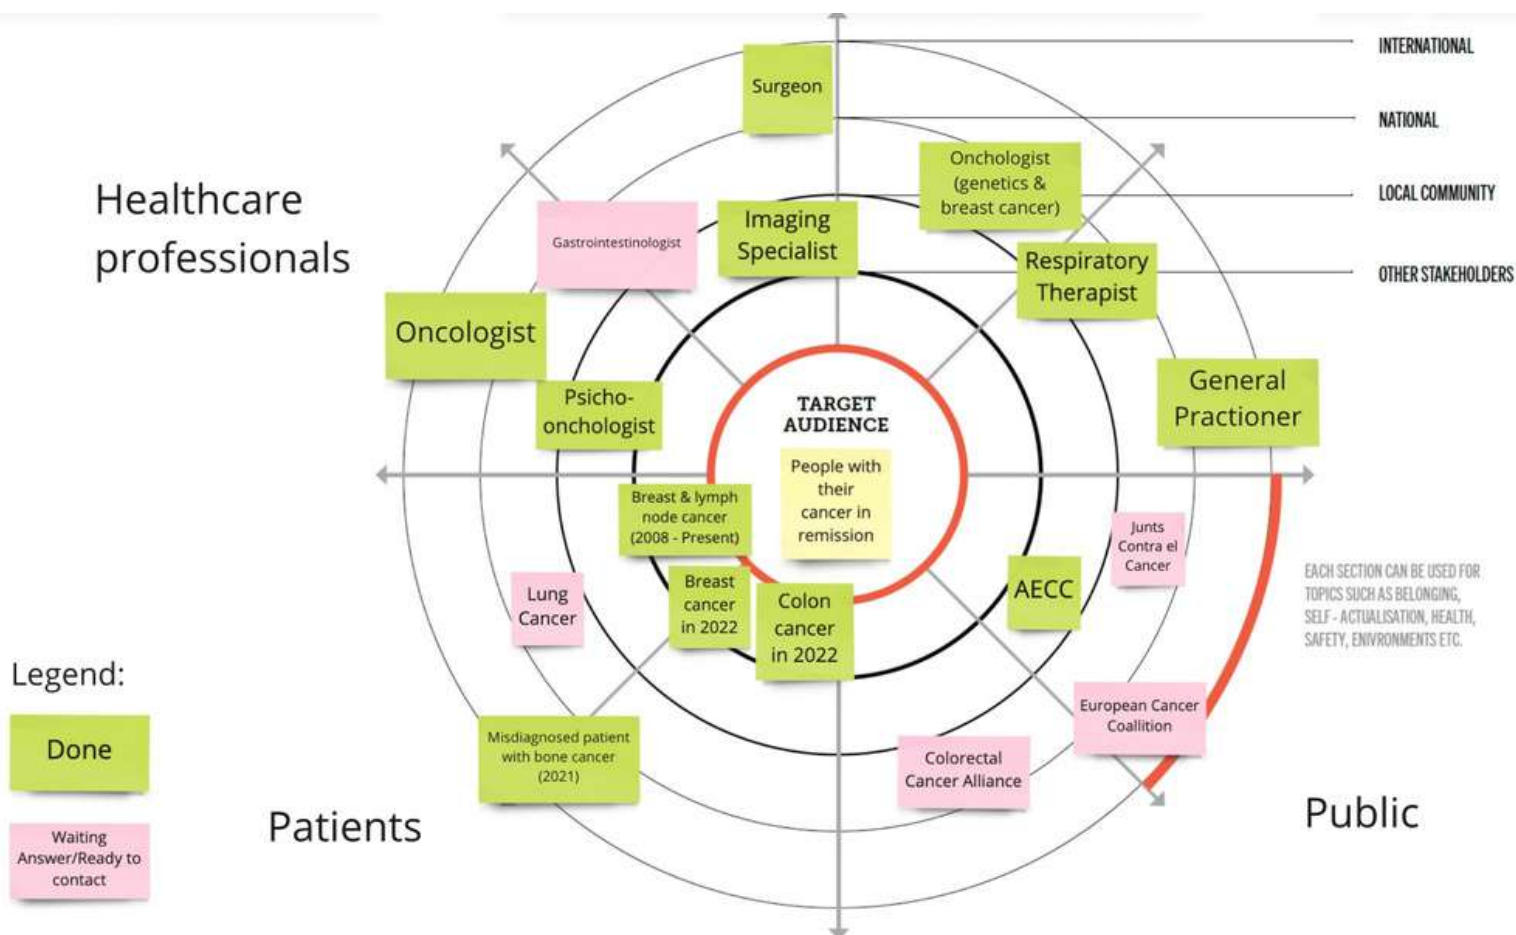 INTERNATIONAL
Surgeon
NATIONAL
Onchologist
(genetics &
breast cancer)
LOCAL COMMUNITY
Healthcare
professionals
Gastrointestinologist
Imaging
Specialist
Respiratory
Therapist
OTHER STAKEHOLDERS
Oncologist
General
Practioner
Psicho-
onchologist
TARGET
AUDIENCE
People with
their
cancer in
remission
Breast & lymph
node cancer
(2008 - Present)
Junts
Contra el
Cancer
Lung
Cancer
Breast
cancer
in 2022
Colon
cancer
in 2022
AECC
EACH SECTION CAN BE USED FOR
TOPICS SUCH AS BELONGING,
SELF - ACTUALISATION, HEALTH,
SAFETY, ENIVRONMENTS ETC.
Legend:
Done
Waiting
Answer/Ready to
contact
Misdiagnosed patient
with bone cancer
(2021)
European Cancer
Coallition
Colorectal
Cancer Alliance
Patients
Public